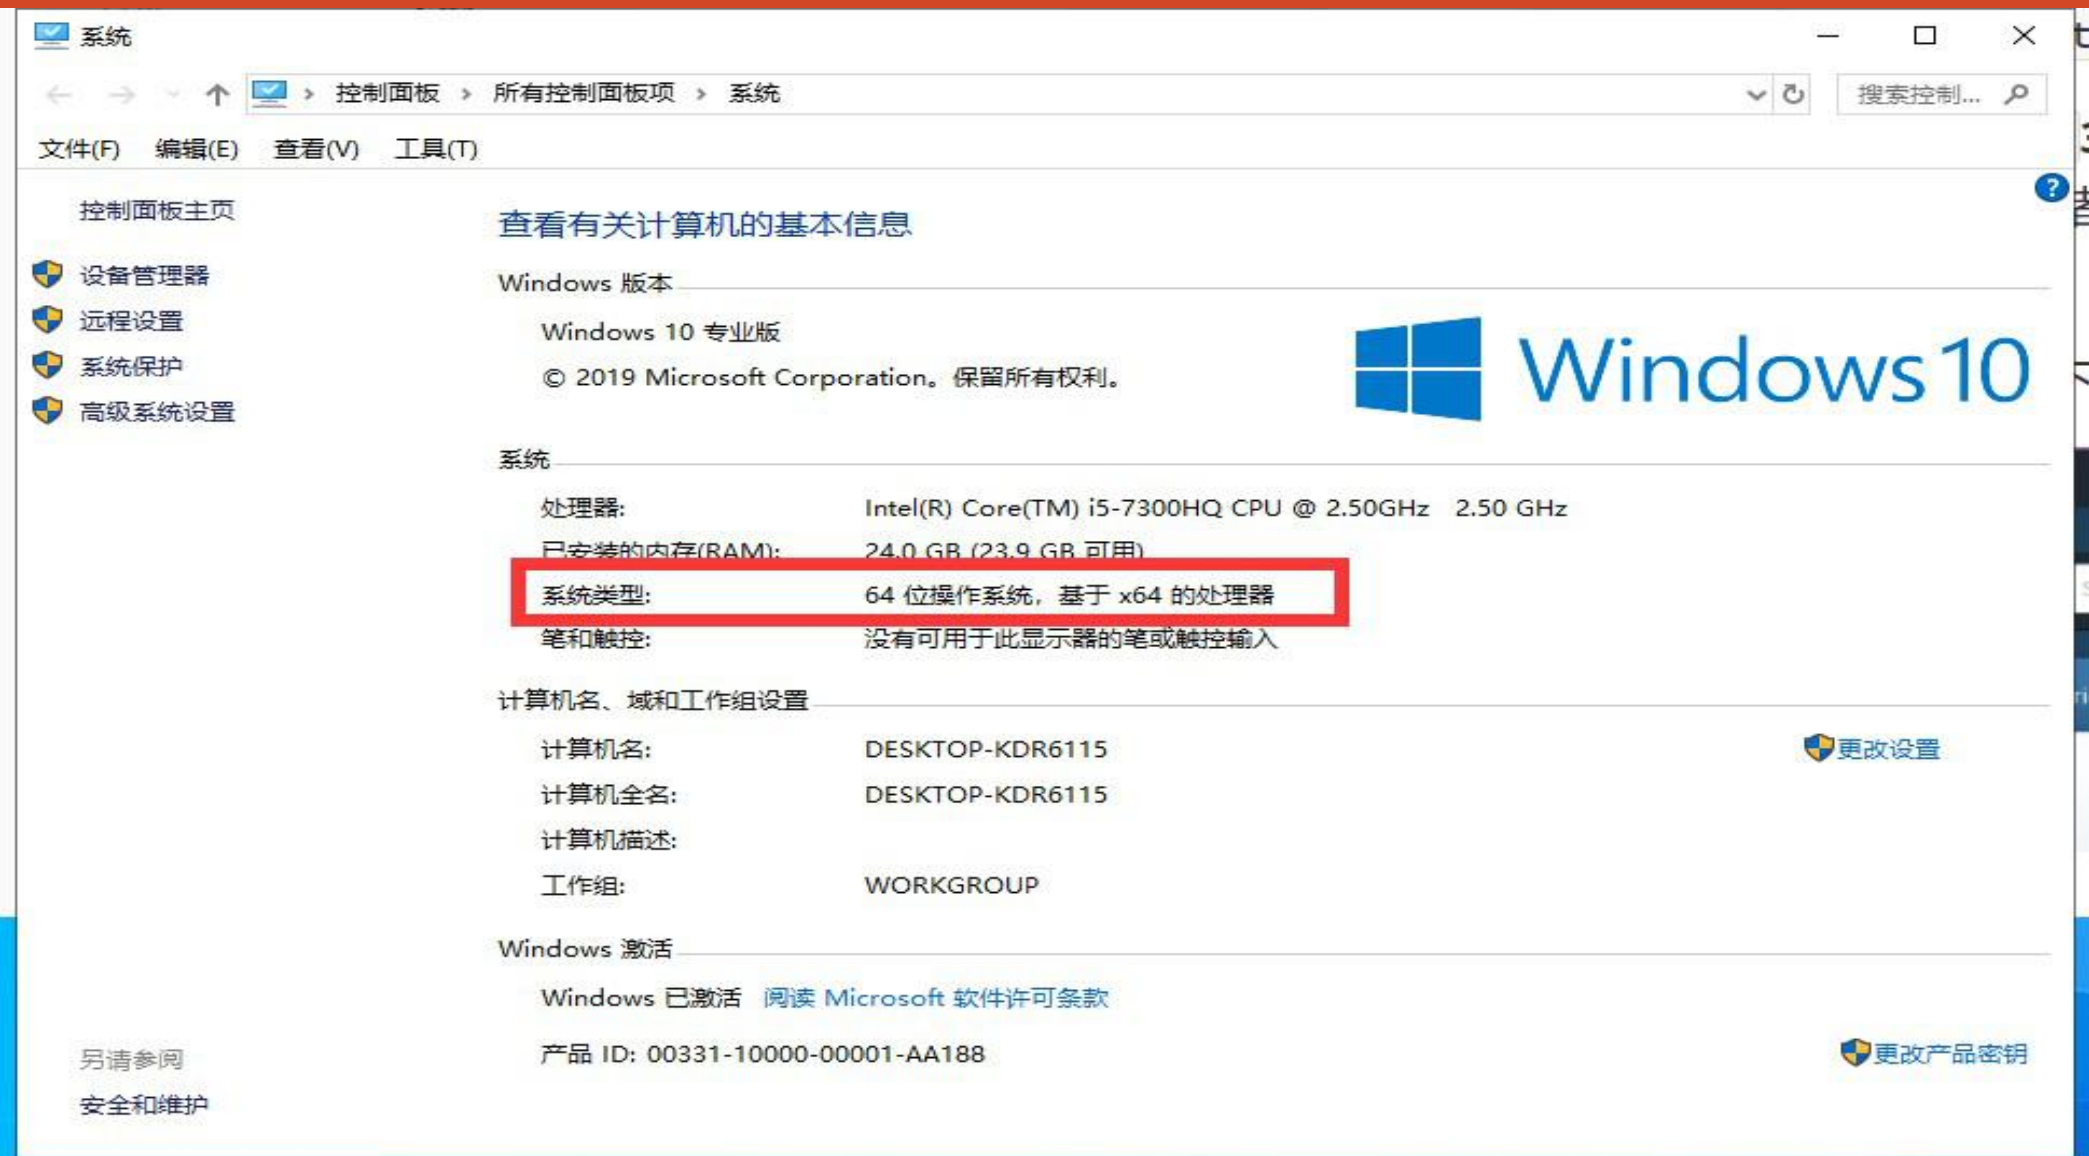 系统
控制面板 › 所有控制面板项 › 系统
搜索控制...
文件(F) 编辑(E) 查看(V) 工具(T)
控制面板主页
设备管理器
远程设置
系统保护
高级系统设置
查看有关计算机的基本信息
Windows 版本
Windows 10 专业版
© 2019 Microsoft Corporation。保留所有权利。
Windows 10
系统
处理器: Intel(R) Core(TM) i5-7300HQ CPU @ 2.50GHz 2.50 GHz
已安装的内存(RAM): 24.0 GB (23.9 GB 可用)
系统类型: 64 位操作系统, 基于 x64 的处理器
笔和触控: 没有可用于此显示器的笔或触控输入
计算机名、域和工作组设置
计算机名: DESKTOP-KDR6115
更改设置
计算机全名: DESKTOP-KDR6115
计算机描述:
工作组: WORKGROUP
Windows 激活
Windows 已激活 阅读 Microsoft 软件许可条款
产品 ID: 00331-10000-00001-AA188
更改产品密钥
另请参阅
安全和维护